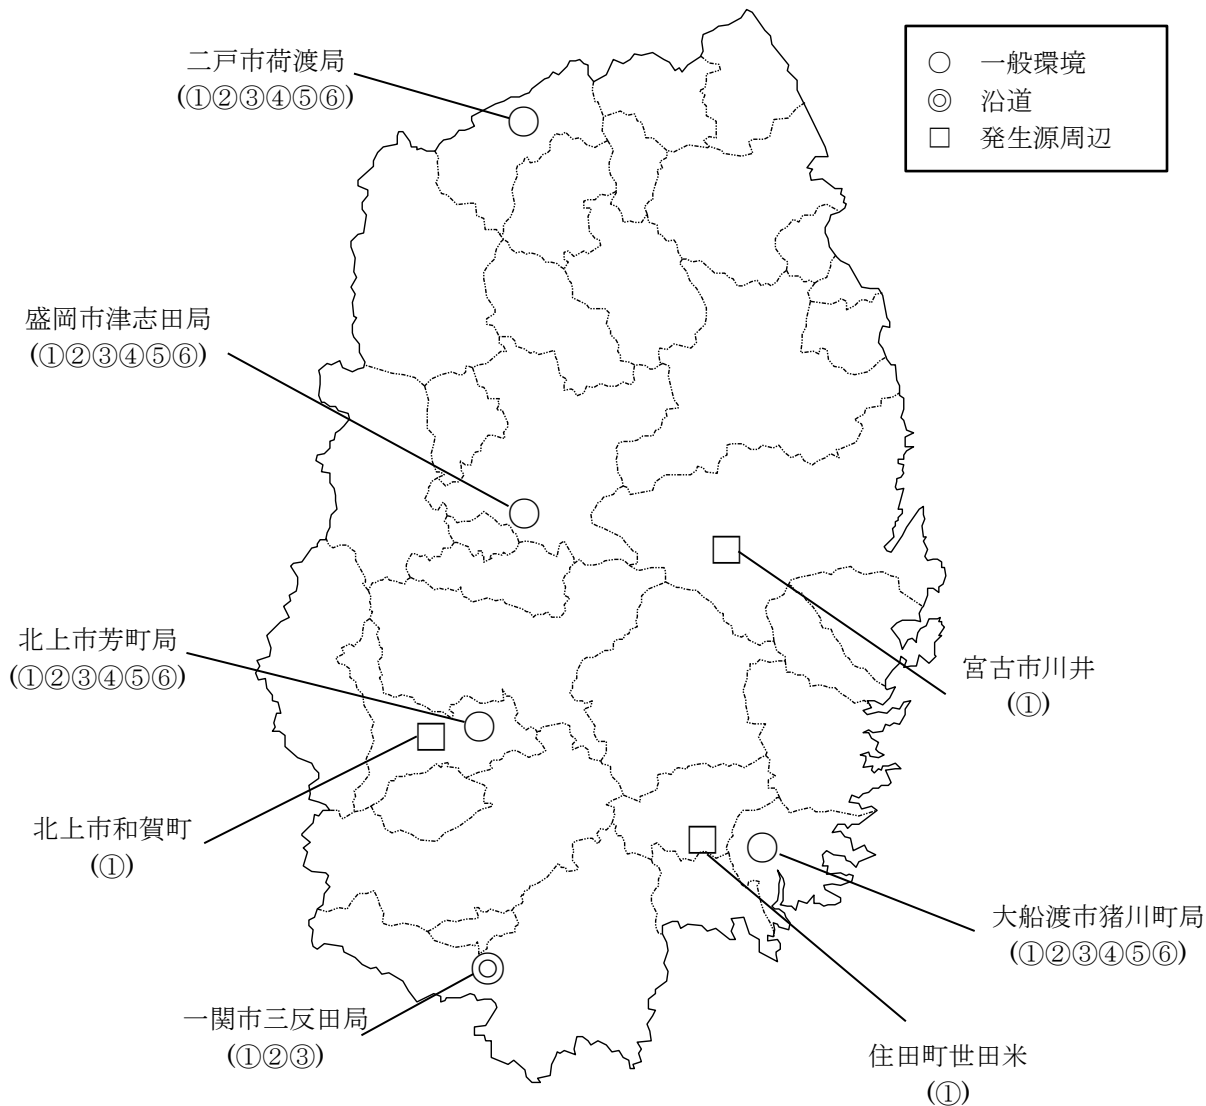 二戸市荷渡局
(①②③④⑤⑥)
○ 一般環境
◎ 沿道
□ 発生源周辺
盛岡市津志田局
(①②③④⑤⑥)
北上市芳町局
(①②③④⑤⑥)
宮古市川井
(①)
北上市和賀町
(①)
大船渡市猪川町局
(①②③④⑤⑥)
一関市三反田局
(①②③)
住田町世田米
(①)